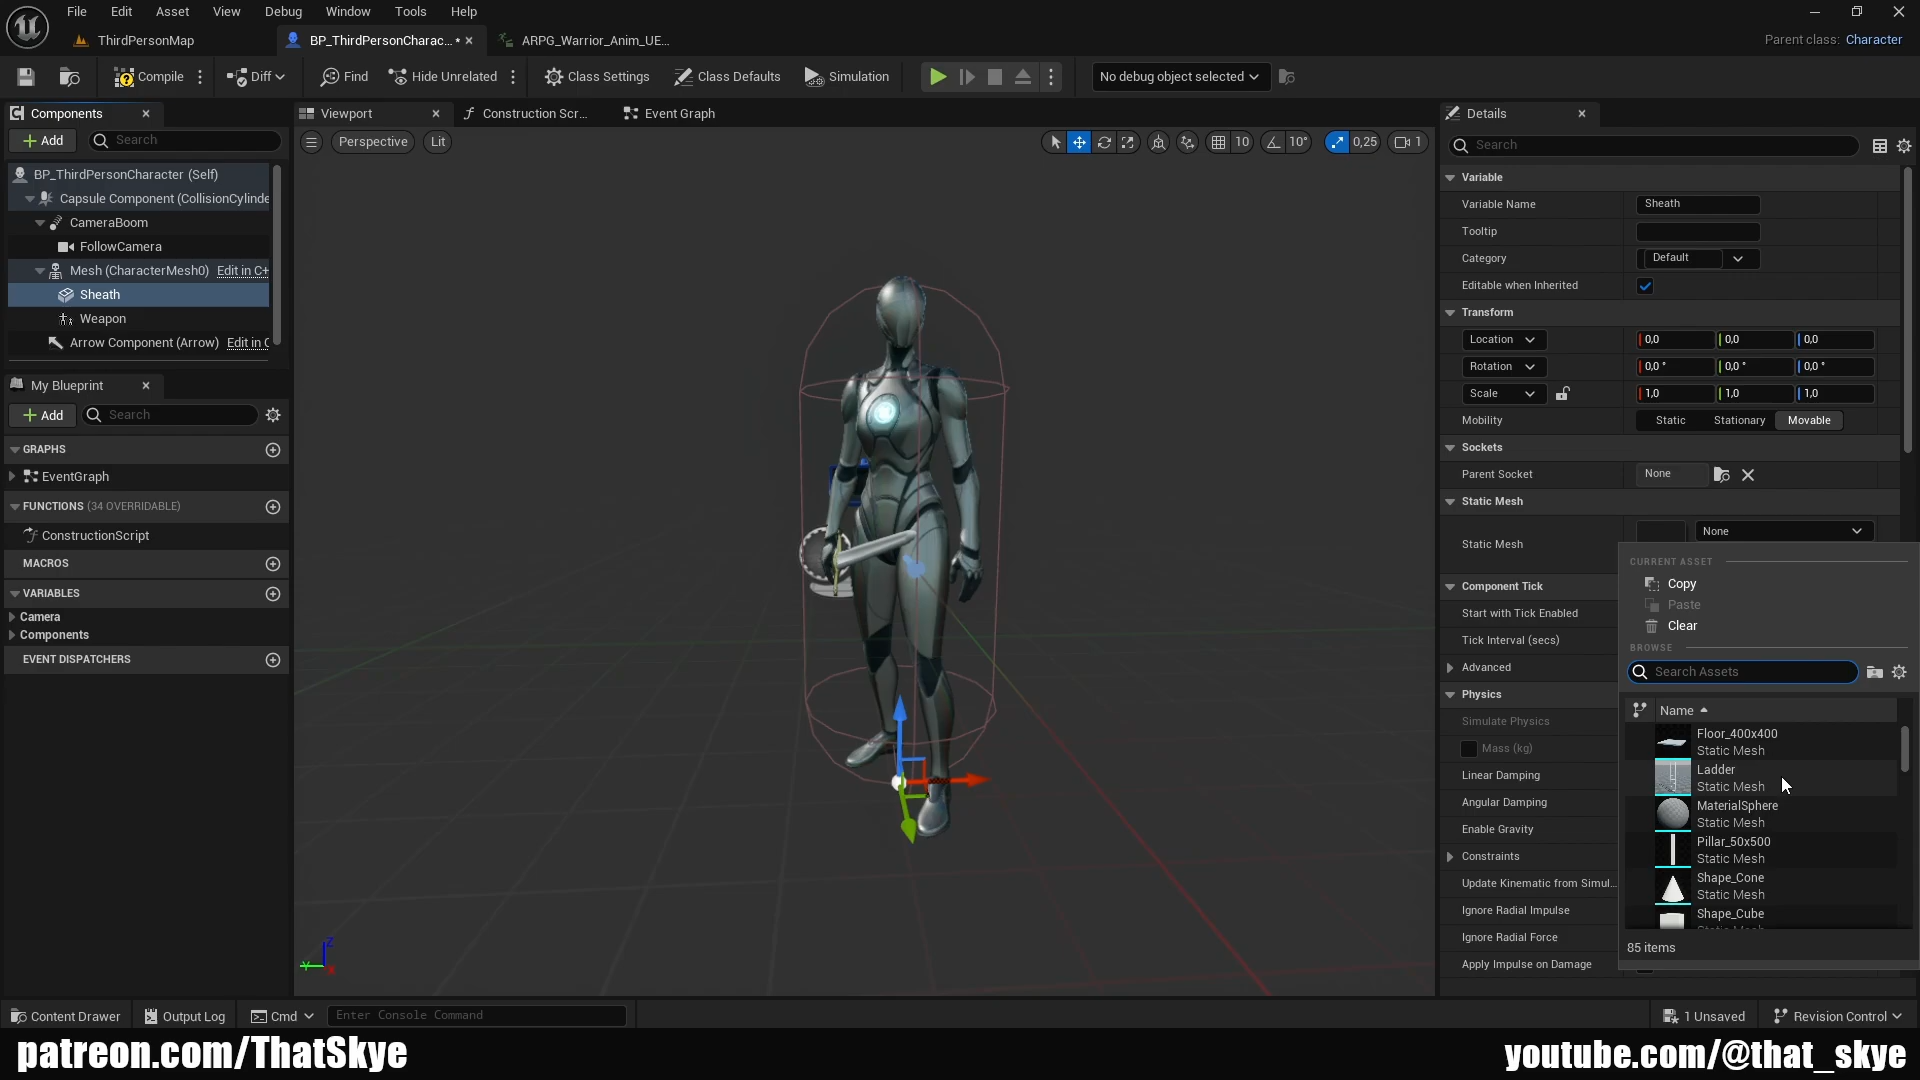 File Edit Asset View Debug Window Tools Help
ThirdPersonMap
BP_ThirdPersonCharac... *
ARPG_Warrior_Anim_UE...
Parent class: Character
Compile
Diff
Find
Hide Unrelated
Class Settings
Class Defaults
Simulation
No debug object selected
Components
Add
Search
BP_ThirdPersonCharacter (Self)
Capsule Component (CollisionCylinde
CameraBoom
FollowCamera
Mesh (CharacterMesh0) Edit in C+
Sheath
Weapon
Arrow Component (Arrow) Edit in C
My Blueprint
Add
Search
GRAPHS
EventGraph
FUNCTIONS (34 OVERRIDABLE)
ConstructionScript
MACROS
VARIABLES
Camera
Components
EVENT DISPATCHERS
Viewport
Construction Scr...
Event Graph
Perspective
Lit
10
10°
0,25
1
Z
Y
Details
Search
Variable
Variable Name Sheath
Tooltip
Category Default
Editable when Inherited
Transform
Location 0,0 0,0 0,0
Rotation 0,0 ° 0,0 ° 0,0 °
Scale 1,0 1,0 1,0
Mobility Static Stationary Movable
Sockets
Parent Socket None
Static Mesh
Static Mesh None
Component Tick
Start with Tick Enabled
Tick Interval (secs)
Advanced
Physics
Simulate Physics
Mass (kg)
Linear Damping
Angular Damping
Enable Gravity
Constraints
Update Kinematic from Simul...
Ignore Radial Impulse
Ignore Radial Force
Apply Impulse on Damage
CURRENT ASSET
Copy
Paste
Clear
BROWSE
Search Assets
Name
Floor_400x400
Static Mesh
Ladder
Static Mesh
MaterialSphere
Static Mesh
Pillar_50x500
Static Mesh
Shape_Cone
Static Mesh
Shape_Cube
85 items
Content Drawer
Output Log
Cmd
Enter Console Command
1 Unsaved
Revision Control
patreon.com/ThatSkye
youtube.com/@that_skye